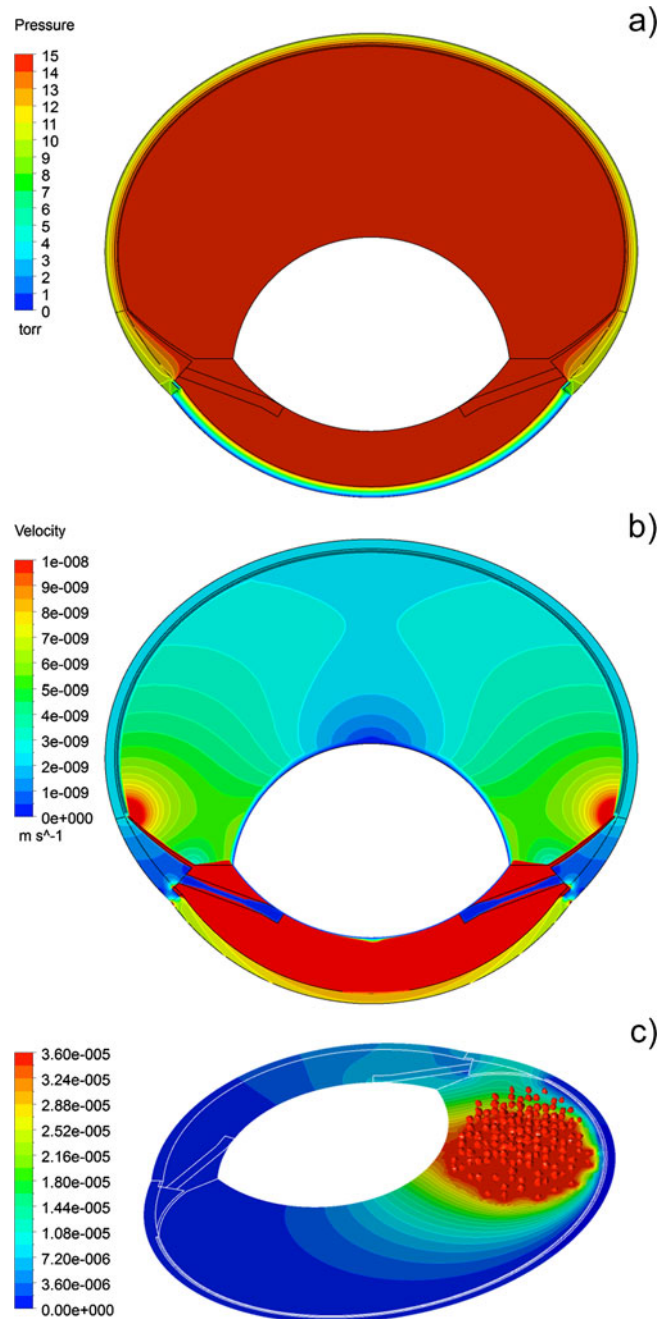 a)
Pressure
15
14
13
12
11
10
9
8
7
6
5
4
3
2
1
0
torr
b)
Velocity
1e-008
9e-009
8e-009
7e-009
6e-009
5e-009
4e-009
3e-009
2e-009
1e-009
0e+000
m s^-1
c)
3.60e-005
3.24e-005
2.88e-005
2.52e-005
2.16e-005
1.80e-005
1.44e-005
1.08e-005
7.20e-006
3.60e-006
0.00e+000